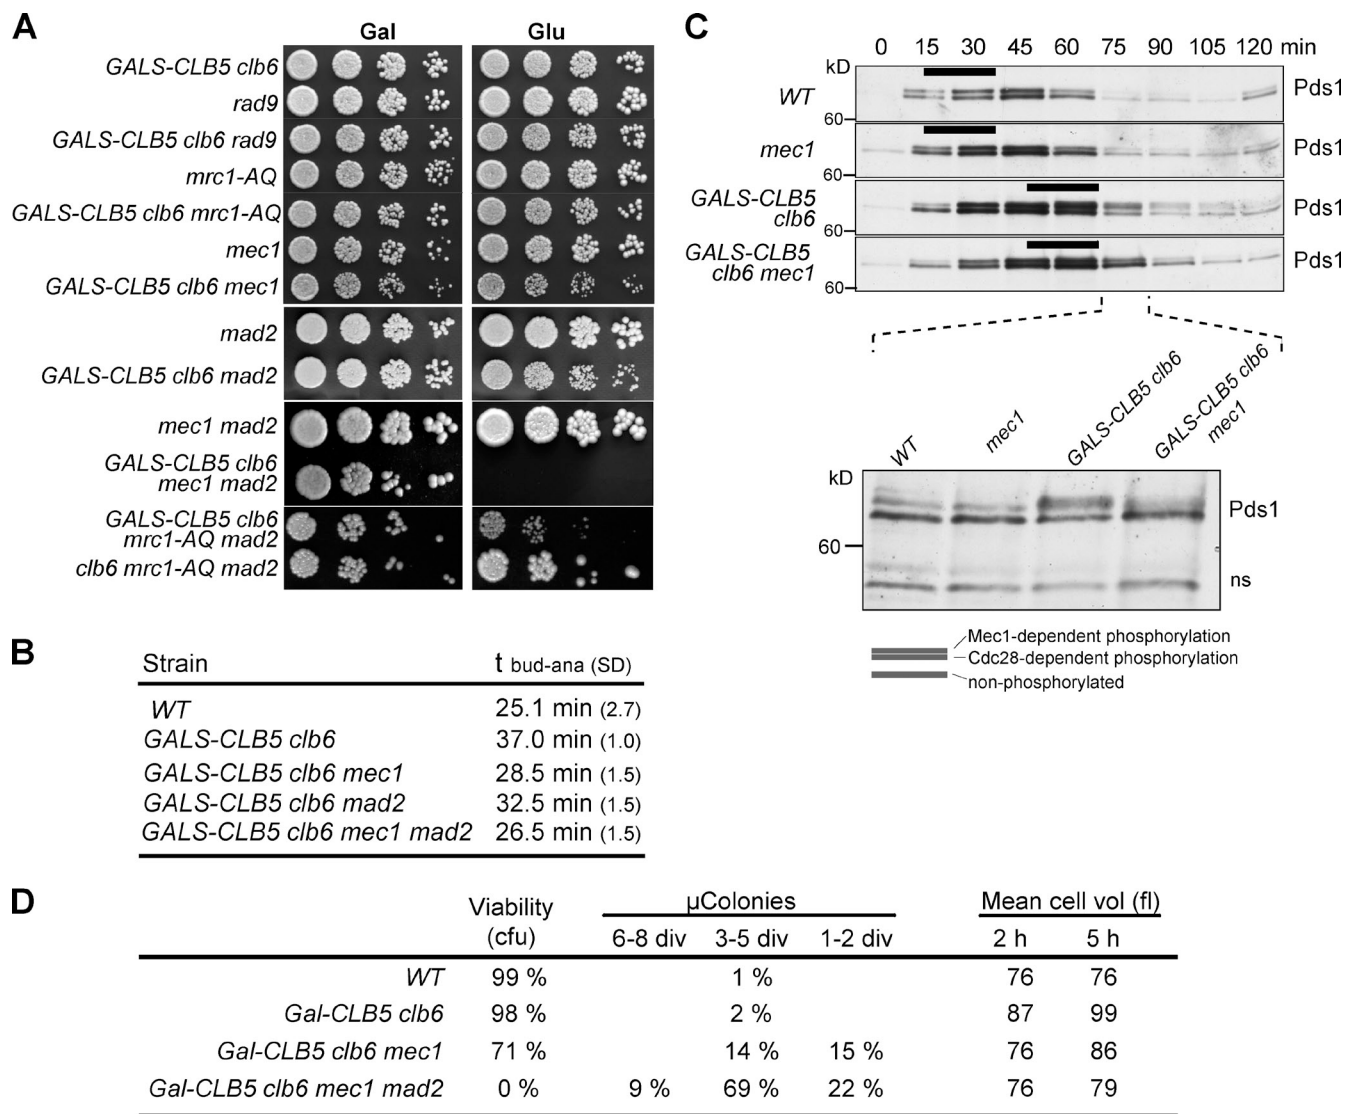 A
Gal Glu
GALS-CLB5 clb6
rad9
GALS-CLB5 clb6 rad9
mrc1-AQ
GALS-CLB5 clb6 mrc1-AQ
mec1
GALS-CLB5 clb6 mec1
mad2
GALS-CLB5 clb6 mad2
mec1 mad2
GALS-CLB5 clb6
mec1 mad2
GALS-CLB5 clb6
mrc1-AQ mad2
clb6 mrc1-AQ mad2
B
Strain t bud-ana (SD)
WT 25.1 min (2.7)
GALS-CLB5 clb6 37.0 min (1.0)
GALS-CLB5 clb6 mec1 28.5 min (1.5)
GALS-CLB5 clb6 mad2 32.5 min (1.5)
GALS-CLB5 clb6 mec1 mad2 26.5 min (1.5)
C
0 15 30 45 60 75 90 105 120 min
kD
WT Pds1
60
mec1 Pds1
60
GALS-CLB5
clb6 Pds1
60
GALS-CLB5
clb6 mec1 Pds1
60
WT
mec1
GALS-CLB5 clb6
GALS-CLB5 clb6
mec1
kD
Pds1
60
ns
Mec1-dependent phosphorylation
Cdc28-dependent phosphorylation
non-phosphorylated
D
Viability µColonies Mean cell vol (fl)
(cfu) 6-8 div 3-5 div 1-2 div 2 h 5 h
WT 99 % 1 % 76 76
Gal-CLB5 clb6 98 % 2 % 87 99
Gal-CLB5 clb6 mec1 71 % 14 % 15 % 76 86
Gal-CLB5 clb6 mec1 mad2 0 % 9 % 69 % 22 % 76 79